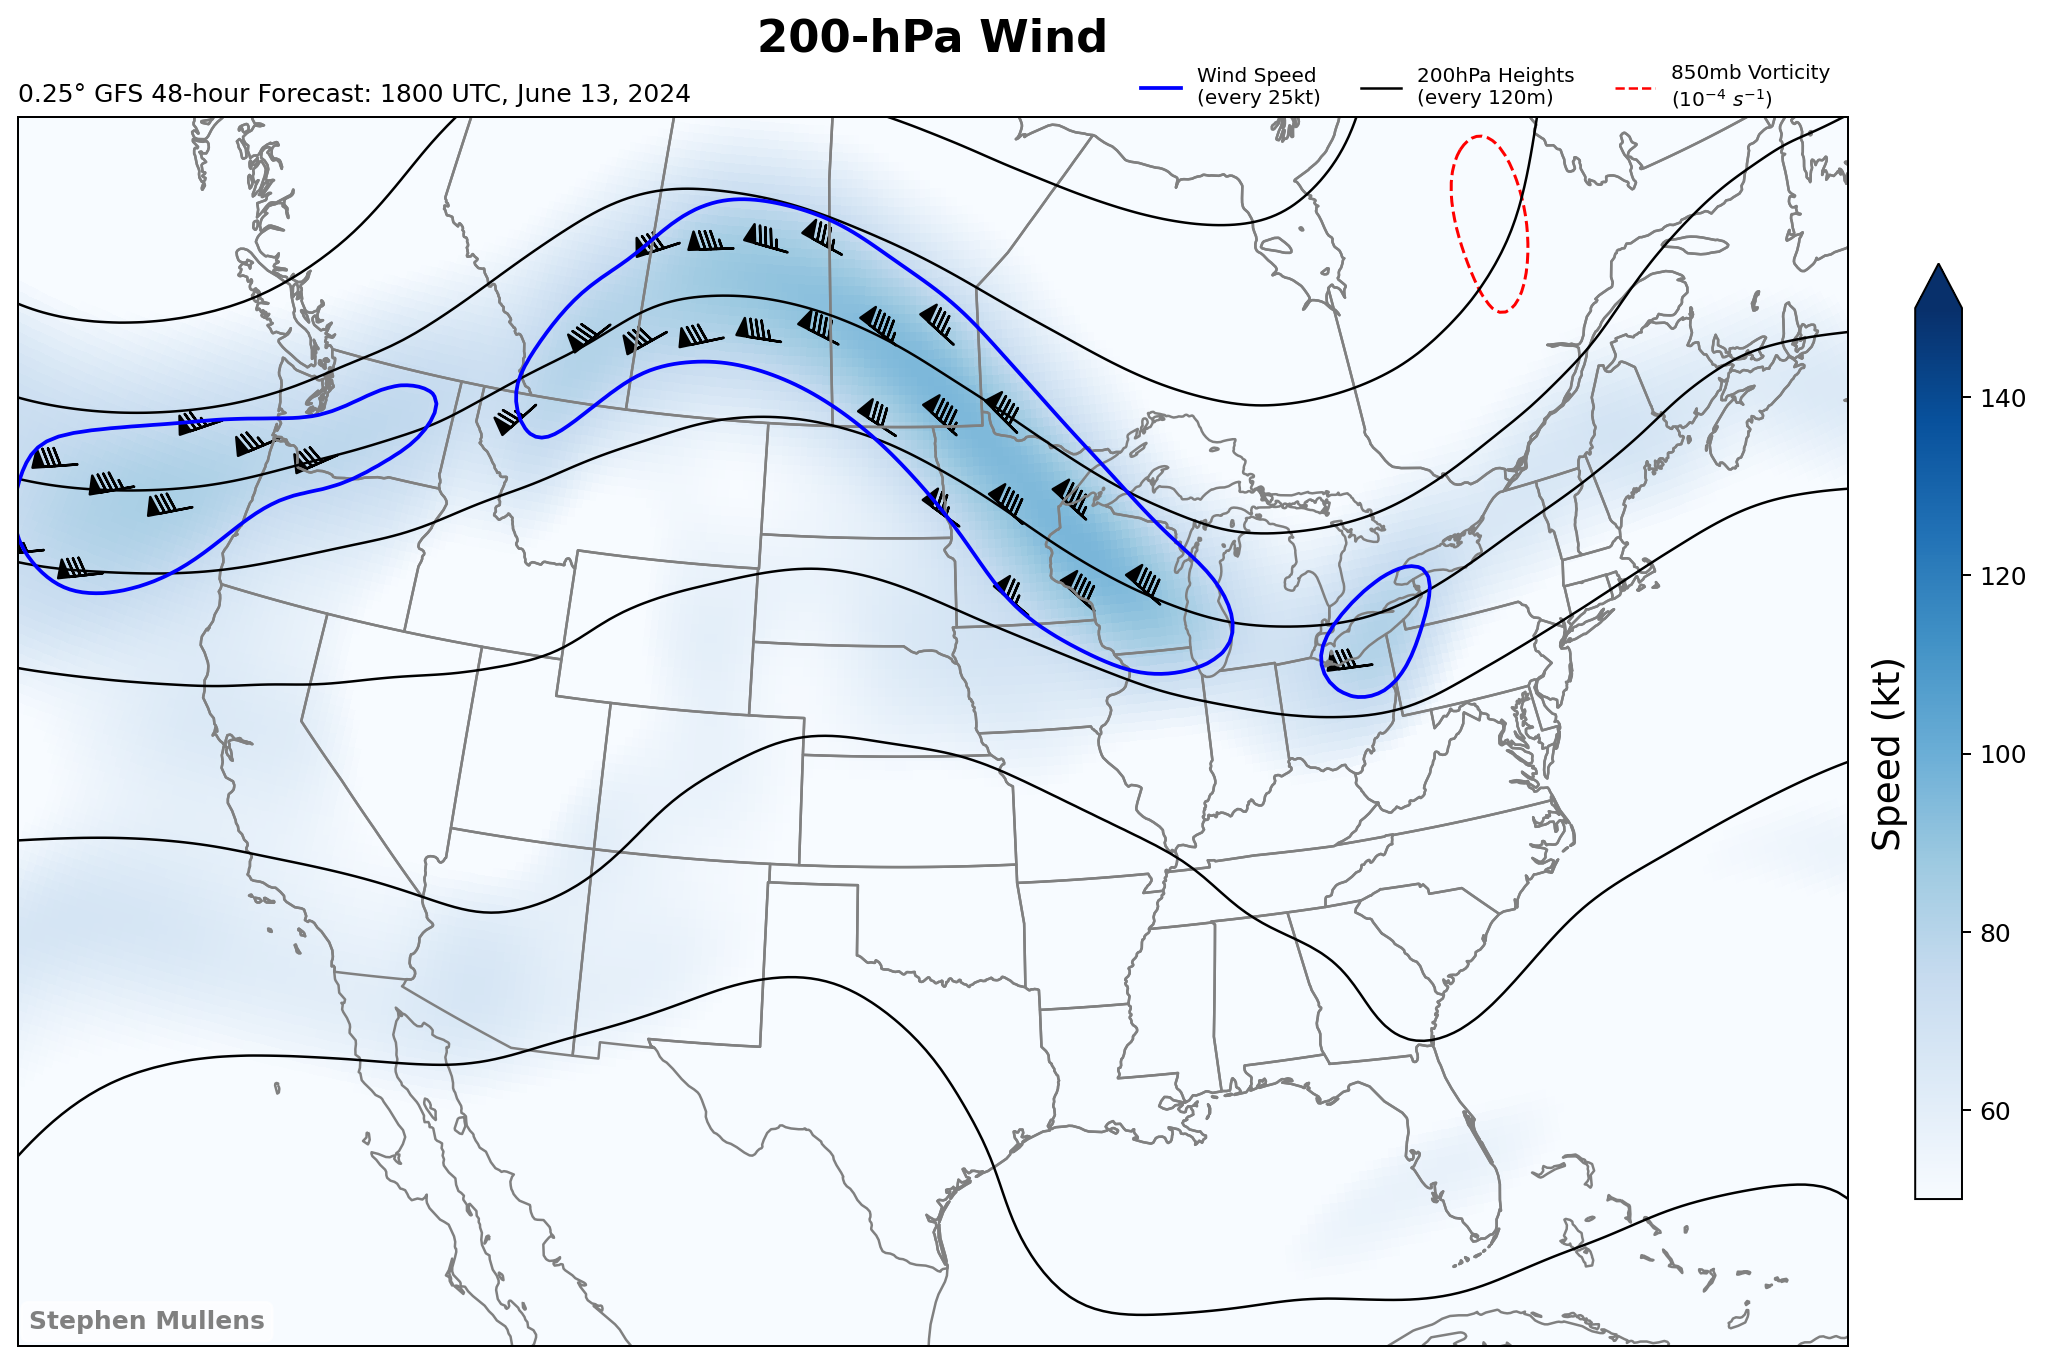 200-hPa Wind
0.25° GFS 48-hour Forecast: 1800 UTC, June 13, 2024
Wind Speed
(every 25kt)
200hPa Heights
(every 120m)
850mb Vorticity
(10⁻⁴ s⁻¹)
140
120
100
80
60
Speed (kt)
Stephen Mullens